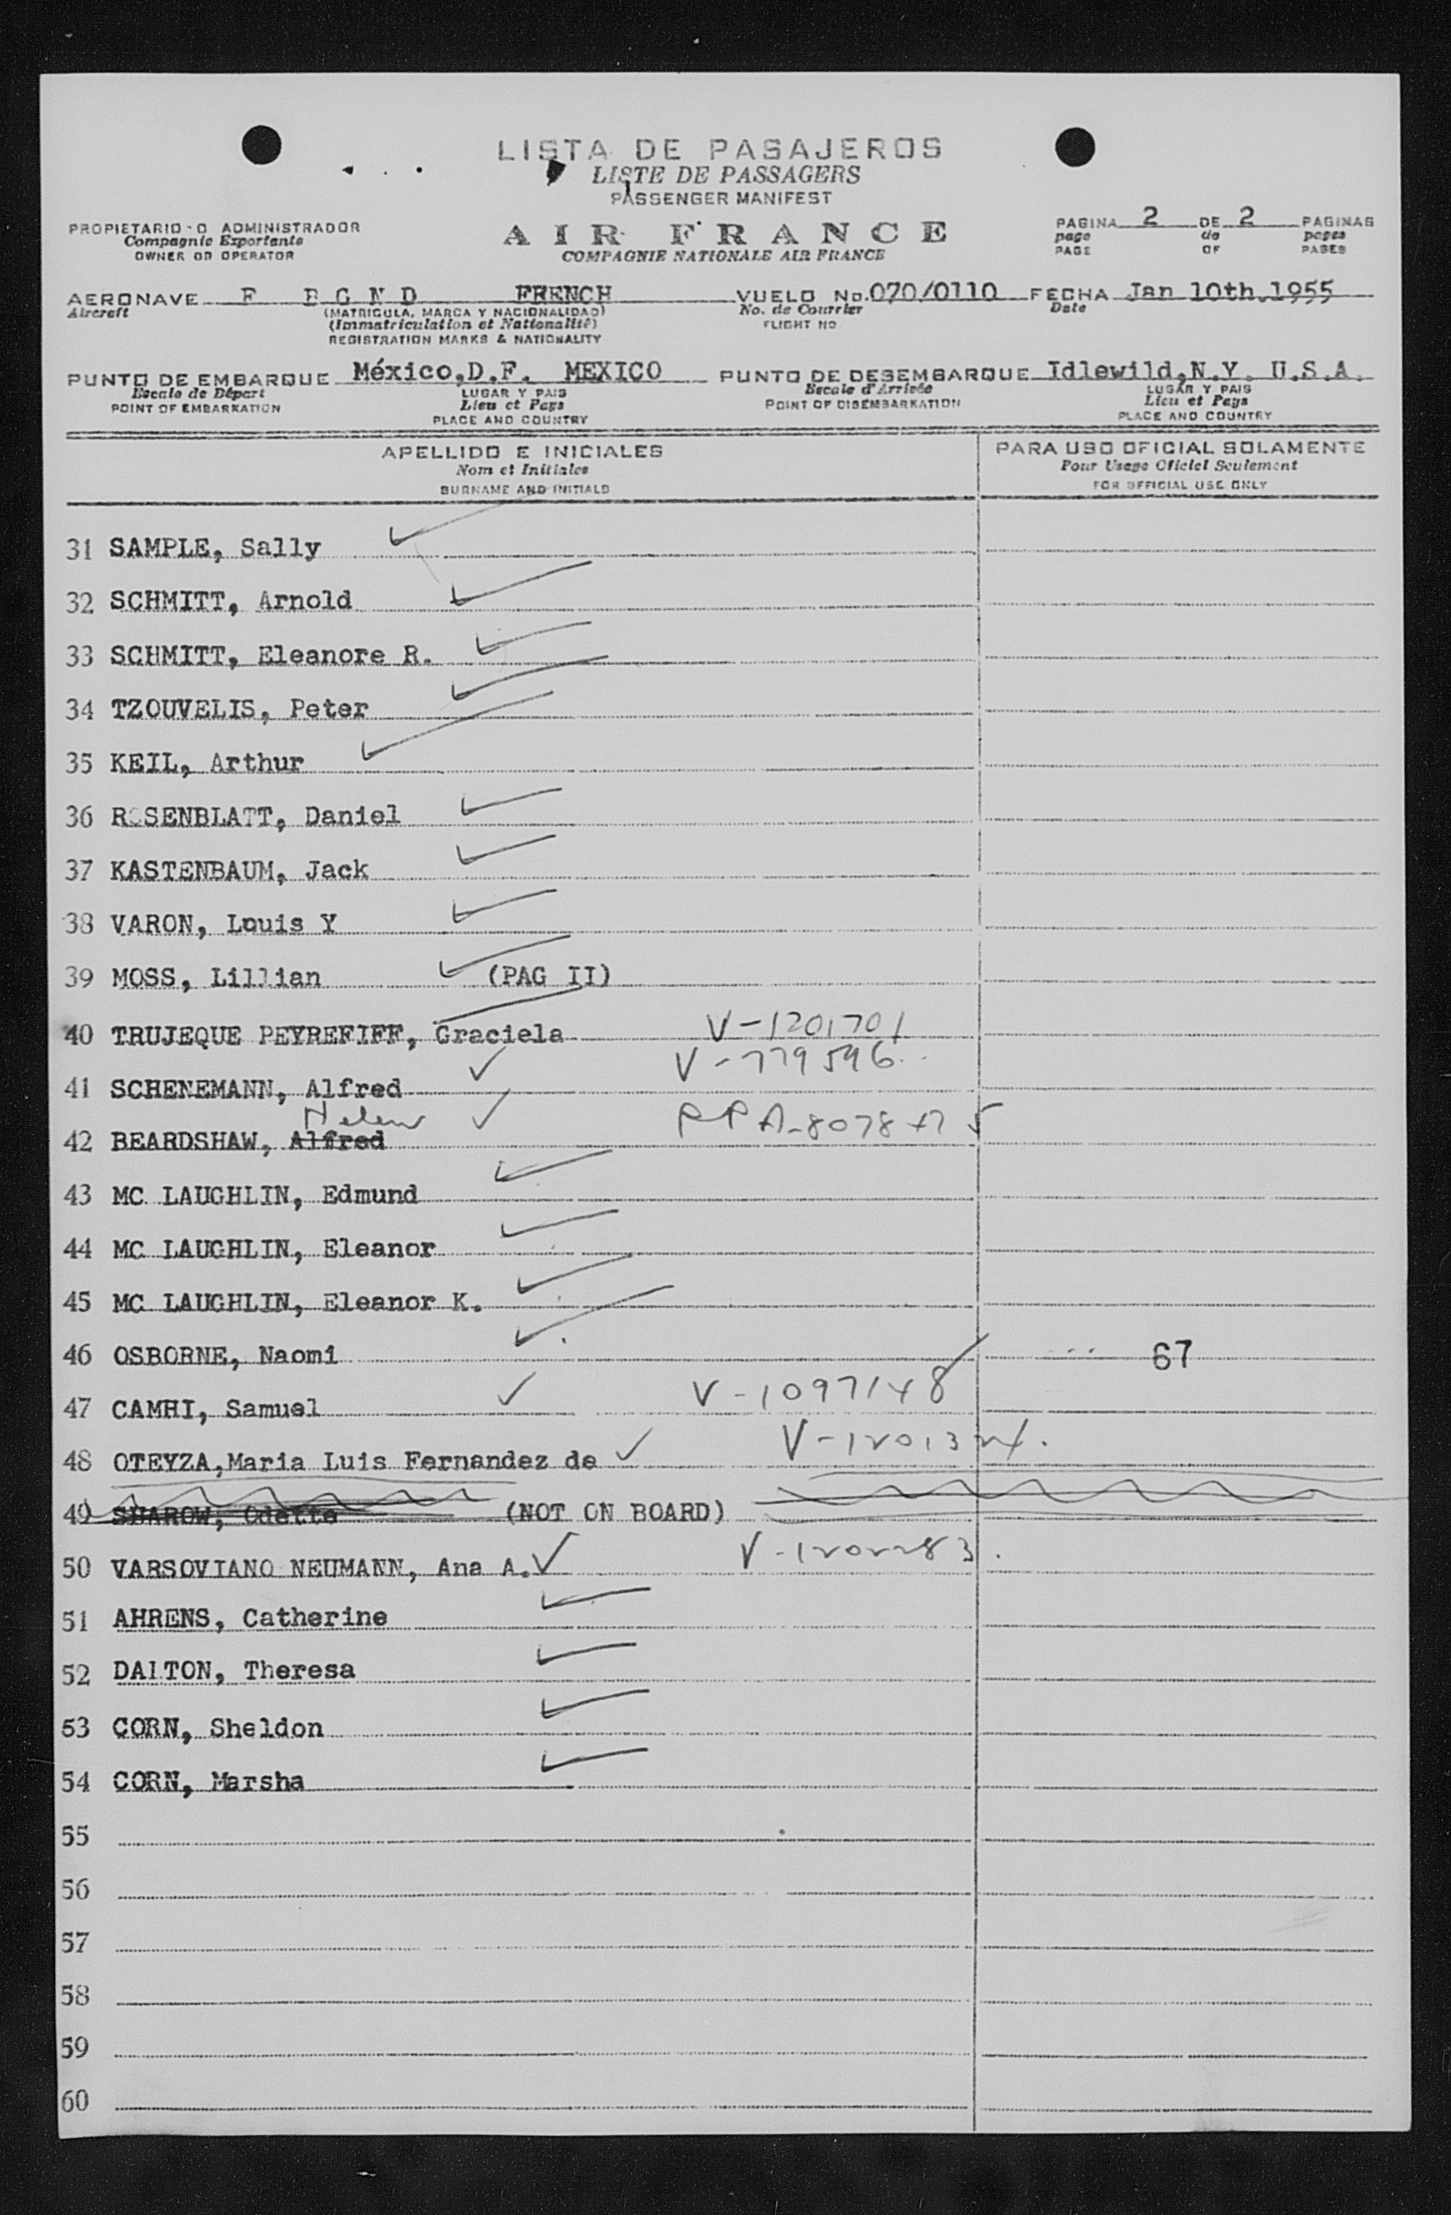 LISTA DE PASAJEROS
LISTE DE PASSAGERS
PASSENGER MANIFEST
PROPIETARIO O ADMINISTRADOR
Compagnie Exportante
OWNER OR OPERATOR
AIR FRANCE
COMPAGNIE NATIONALE AIR FRANCE
PAGINA 2 DE 2 PAGINAS
page de pages
PAGE OF PAGES
AERONAVE F BGND FRENCH VUELO No. 070/0110 FECHA Jan 10th,1955
Aircraft (MATRICULA, MARCA Y NACIONALIDAD) No. de Courrier Date
(Immatriculation et Nationalité) FLIGHT NO
REGISTRATION MARKS & NATIONALITY
PUNTO DE EMBARQUE México,D.F. MEXICO PUNTO DE DESEMBARQUE Idlewild,N.Y. U.S.A.
Escale de Départ LUGAR Y PAIS Escale d'Arrivée LUGAR Y PAIS
POINT OF EMBARKATION Lieu et Pays POINT OF DISEMBARKATION Lieu et Pays
PLACE AND COUNTRY PLACE AND COUNTRY
APELLIDO E INICIALES PARA USO OFICIAL SOLAMENTE
Nom et Initiales Pour Usage Oficiel Seulement
SURNAME AND INITIALS FOR OFFICIAL USE ONLY
31 SAMPLE, Sally
32 SCHMITT, Arnold
33 SCHMITT, Eleanore R.
34 TZOUVELIS, Peter
35 KEIL, Arthur
36 ROSENBLATT, Daniel
37 KASTENBAUM, Jack
38 VARON, Louis Y
39 MOSS, Lillian (PAG II)
40 TRUJEQUE PEYREFIFF, Graciela V-1201701
41 SCHENEMANN, Alfred V-779596
Helen
42 BEARDSHAW, Alfred
43 MC LAUGHLIN, Edmund
44 MC LAUGHLIN, Eleanor
45 MC LAUGHLIN, Eleanor K.
46 OSBORNE, Naomi 67
47 CAMHI, Samuel V-1097148
48 OTEYZA,Maria Luis Fernandez de
49 SHAROW, Odette (NOT ON BOARD)
50 VARSOVIANO NEUMANN, Ana A. V-1202283
51 AHRENS, Catherine
52 DALTON, Theresa
53 CORN, Sheldon
54 CORN, Marsha
55
56
57
58
59
60